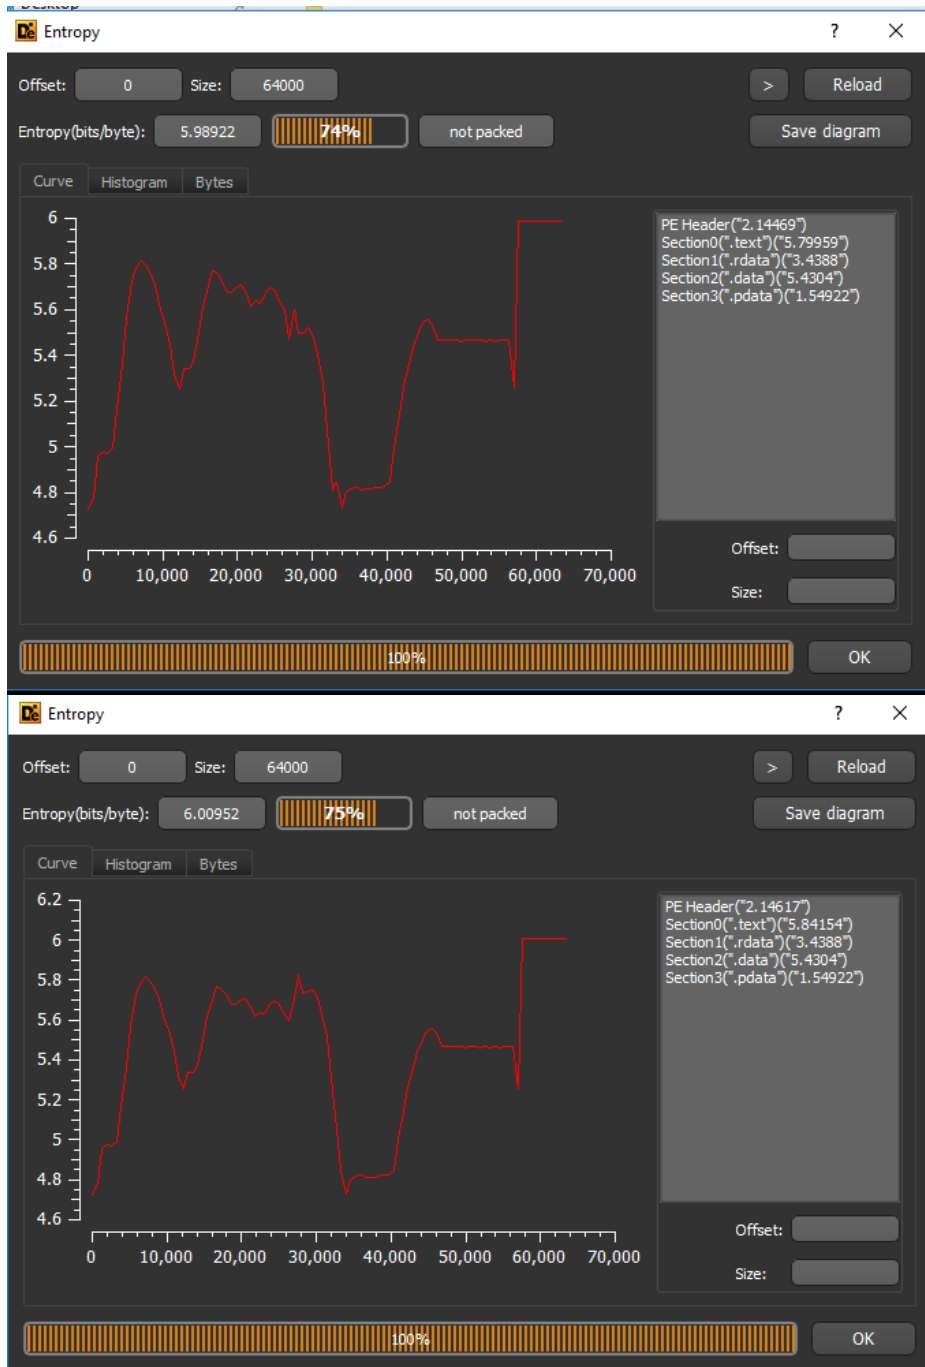 Desktop
De Entropy ? ×
Offset: 0 Size: 64000 > Reload
Entropy(bits/byte): 5.98922 74% not packed Save diagram
Curve Histogram Bytes
6
5.8
5.6
5.4
5.2
5
4.8
4.6
0 10,000 20,000 30,000 40,000 50,000 60,000 70,000
PE Header("2.14469")
Section0(".text")("5.79959")
Section1(".rdata")("3.4388")
Section2(".data")("5.4304")
Section3(".pdata")("1.54922")
Offset:
Size:
100% OK
De Entropy ? ×
Offset: 0 Size: 64000 > Reload
Entropy(bits/byte): 6.00952 75% not packed Save diagram
Curve Histogram Bytes
6.2
6
5.8
5.6
5.4
5.2
5
4.8
4.6
0 10,000 20,000 30,000 40,000 50,000 60,000 70,000
PE Header("2.14617")
Section0(".text")("5.84154")
Section1(".rdata")("3.4388")
Section2(".data")("5.4304")
Section3(".pdata")("1.54922")
Offset:
Size:
100% OK